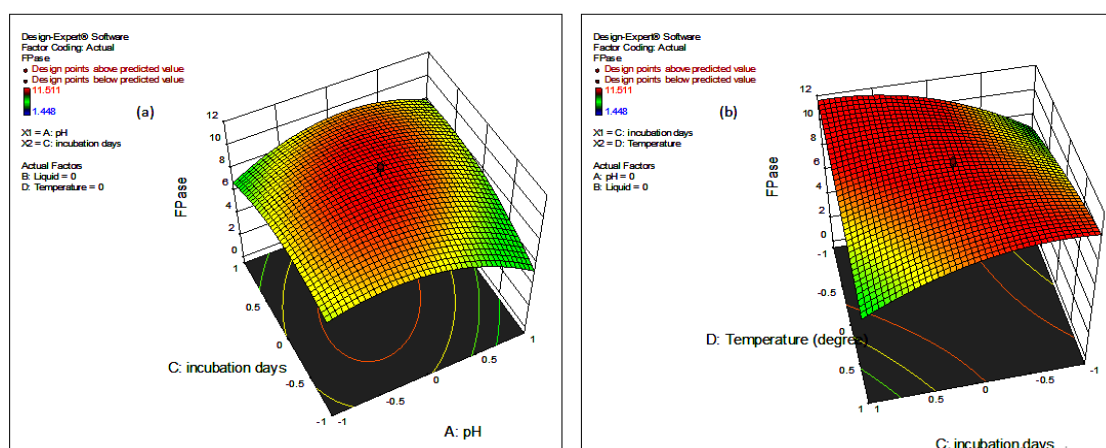 Design-Expert® Software
Factor Coding: Actual
FPase
Design points above predicted value
Design points below predicted value
11.511
1.448
X1 = A: pH
X2 = C: incubation days
Actual Factors
B: Liquid = 0
D: Temperature = 0
(a)
12
10
8
6
4
2
0
FPase
1
0.5
0
-0.5
-1
C: incubation days
-1
-0.5
0
0.5
1
A: pH
Design-Expert® Software
Factor Coding: Actual
FPase
Design points above predicted value
Design points below predicted value
11.511
1.448
X1 = C: incubation days
X2 = D: Temperature
Actual Factors
A: pH = 0
B: Liquid = 0
(b)
12
10
8
6
4
2
0
FPase
-1
-0.5
0
0.5
1
D: Temperature (degree)
1
0.5
0
-0.5
-1
C: incubation days